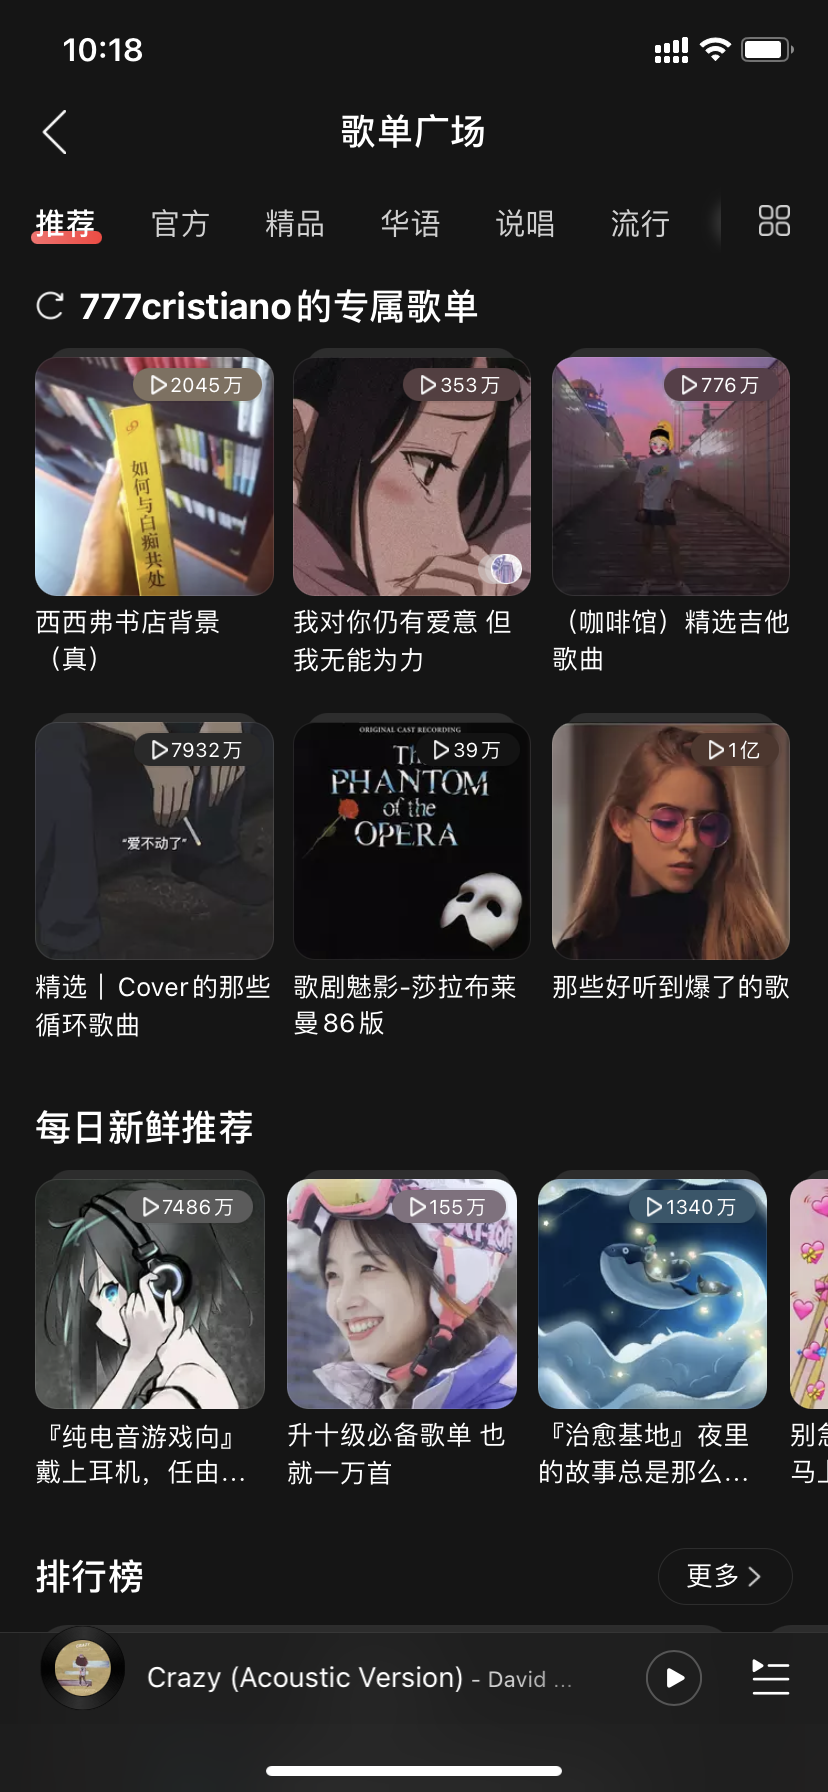 10:18
歌单广场
推荐 官方 精品 华语 说唱 流行
777cristiano的专属歌单
2045万 353万 776万
如何与白痴共处
西西弗书店背景
（真）
我对你仍有爱意 但
我无能为力
（咖啡馆）精选吉他
歌曲
7932万 39万 1亿
“爱不动了”
ORIGINAL CAST RECORDING
PHANTOM
of the
OPERA
精选｜Cover的那些
循环歌曲
歌剧魅影-莎拉布莱
曼86版
那些好听到爆了的歌
每日新鲜推荐
7486万 155万 1340万
『纯电音游戏向』
戴上耳机，任由...
升十级必备歌单 也
就一万首
『治愈基地』夜里
的故事总是那么...
别急
马上
排行榜
更多
Crazy (Acoustic Version) - David ...